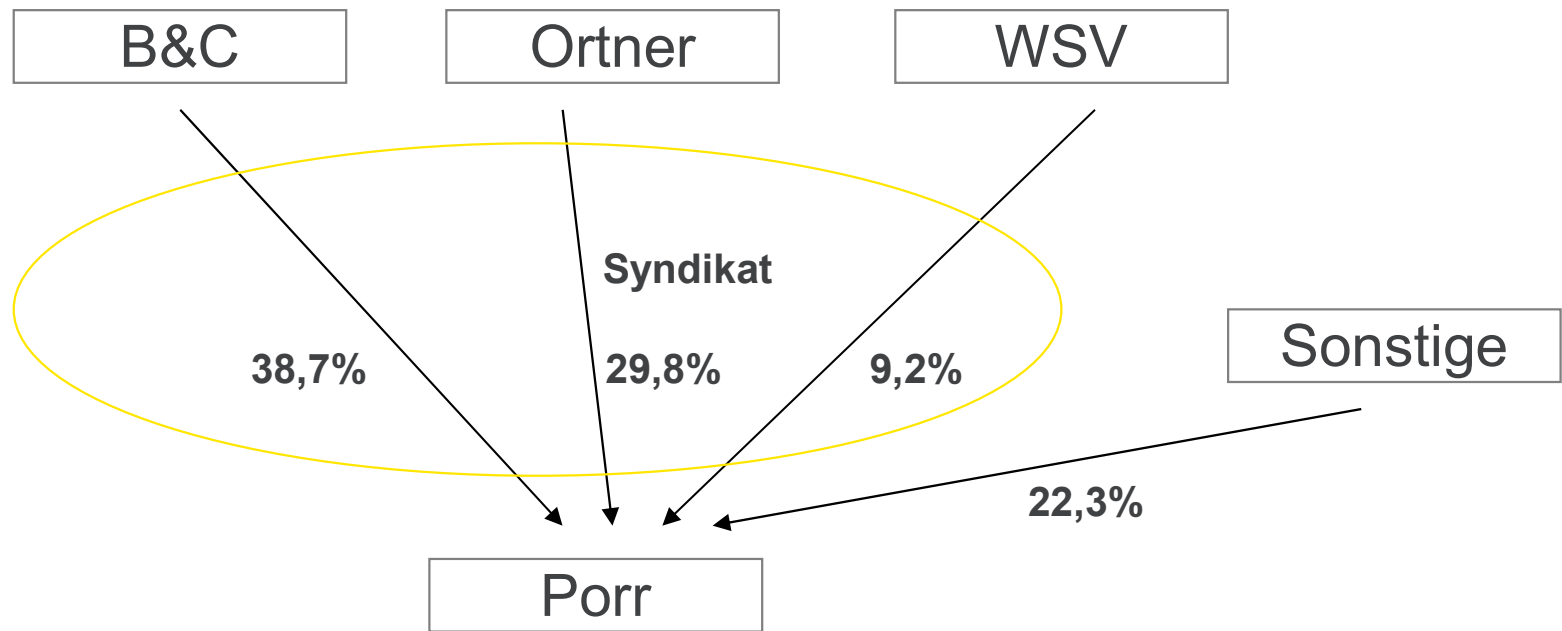 B&C
Ortner
WSV
Syndikat
Sonstige
38,7%
29,8%
9,2%
22,3%
Porr